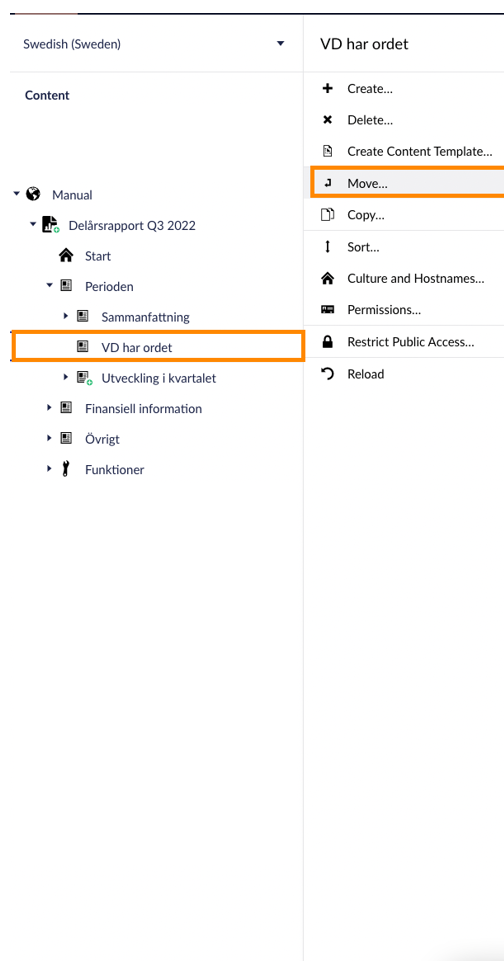 Swedish (Sweden)
Content
Manual
Delårsrapport Q3 2022
Start
Perioden
Sammanfattning
VD har ordet
Utveckling i kvartalet
Finansiell information
Övrigt
Funktioner
VD har ordet
Create...
Delete...
Create Content Template...
Move...
Copy...
Sort...
Culture and Hostnames...
Permissions...
Restrict Public Access...
Reload